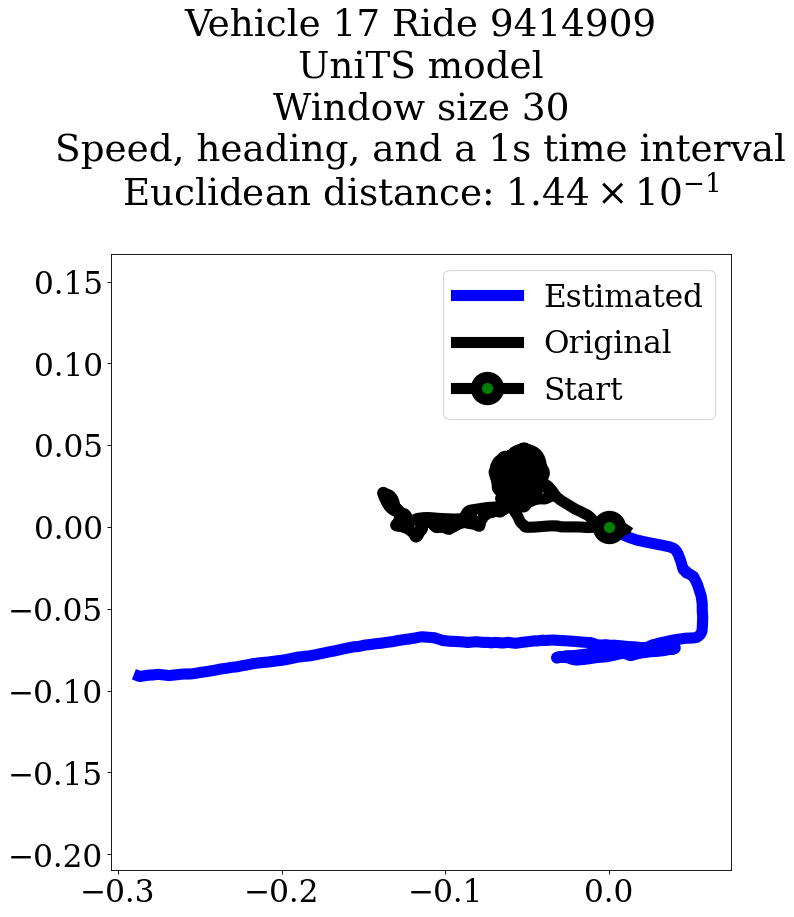 Vehicle 17 Ride 9414909
UniTS model
Window size 30
Speed, heading, and a 1s time interval
Euclidean distance: 1.44 × 10⁻¹
Estimated
Original
Start
0.15
0.10
0.05
0.00
−0.05
−0.10
−0.15
−0.20
−0.3 −0.2 −0.1 0.0